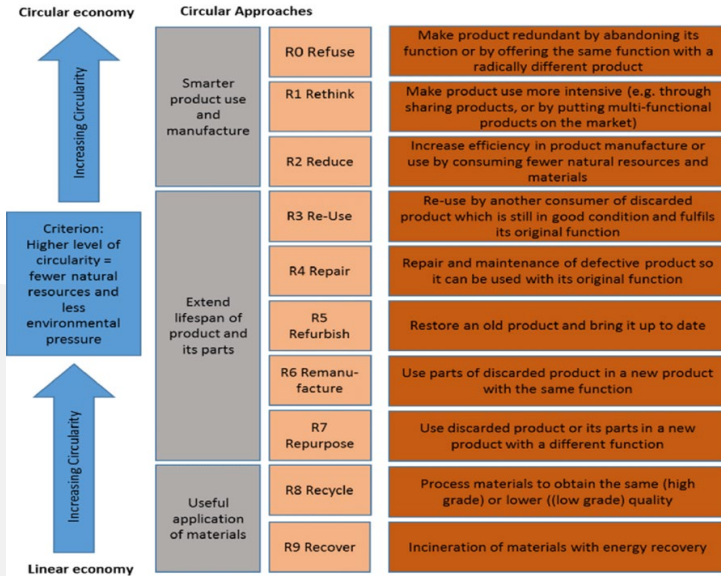 Circular economy
Circular Approaches
Increasing Circularity
Criterion:
Higher level of
circularity =
fewer natural
resources and
less
environmental
pressure
Increasing Circularity
Linear economy
Smarter
product use
and
manufacture
R0 Refuse
Make product redundant by abandoning its
function or by offering the same function with a
radically different product
R1 Rethink
Make product use more intensive (e.g. through
sharing products, or by putting multi-functional
products on the market)
R2 Reduce
Increase efficiency in product manufacture or
use by consuming fewer natural resources and
materials
Extend
lifespan of
product and
its parts
R3 Re-Use
Re-use by another consumer of discarded
product which is still in good condition and fulfils
its original function
R4 Repair
Repair and maintenance of defective product so
it can be used with its original function
R5
Refurbish
Restore an old product and bring it up to date
R6 Remanu-
facture
Use parts of discarded product in a new product
with the same function
R7
Repurpose
Use discarded product or its parts in a new
product with a different function
Useful
application
of materials
R8 Recycle
Process materials to obtain the same (high
grade) or lower ((low grade) quality
R9 Recover
Incineration of materials with energy recovery